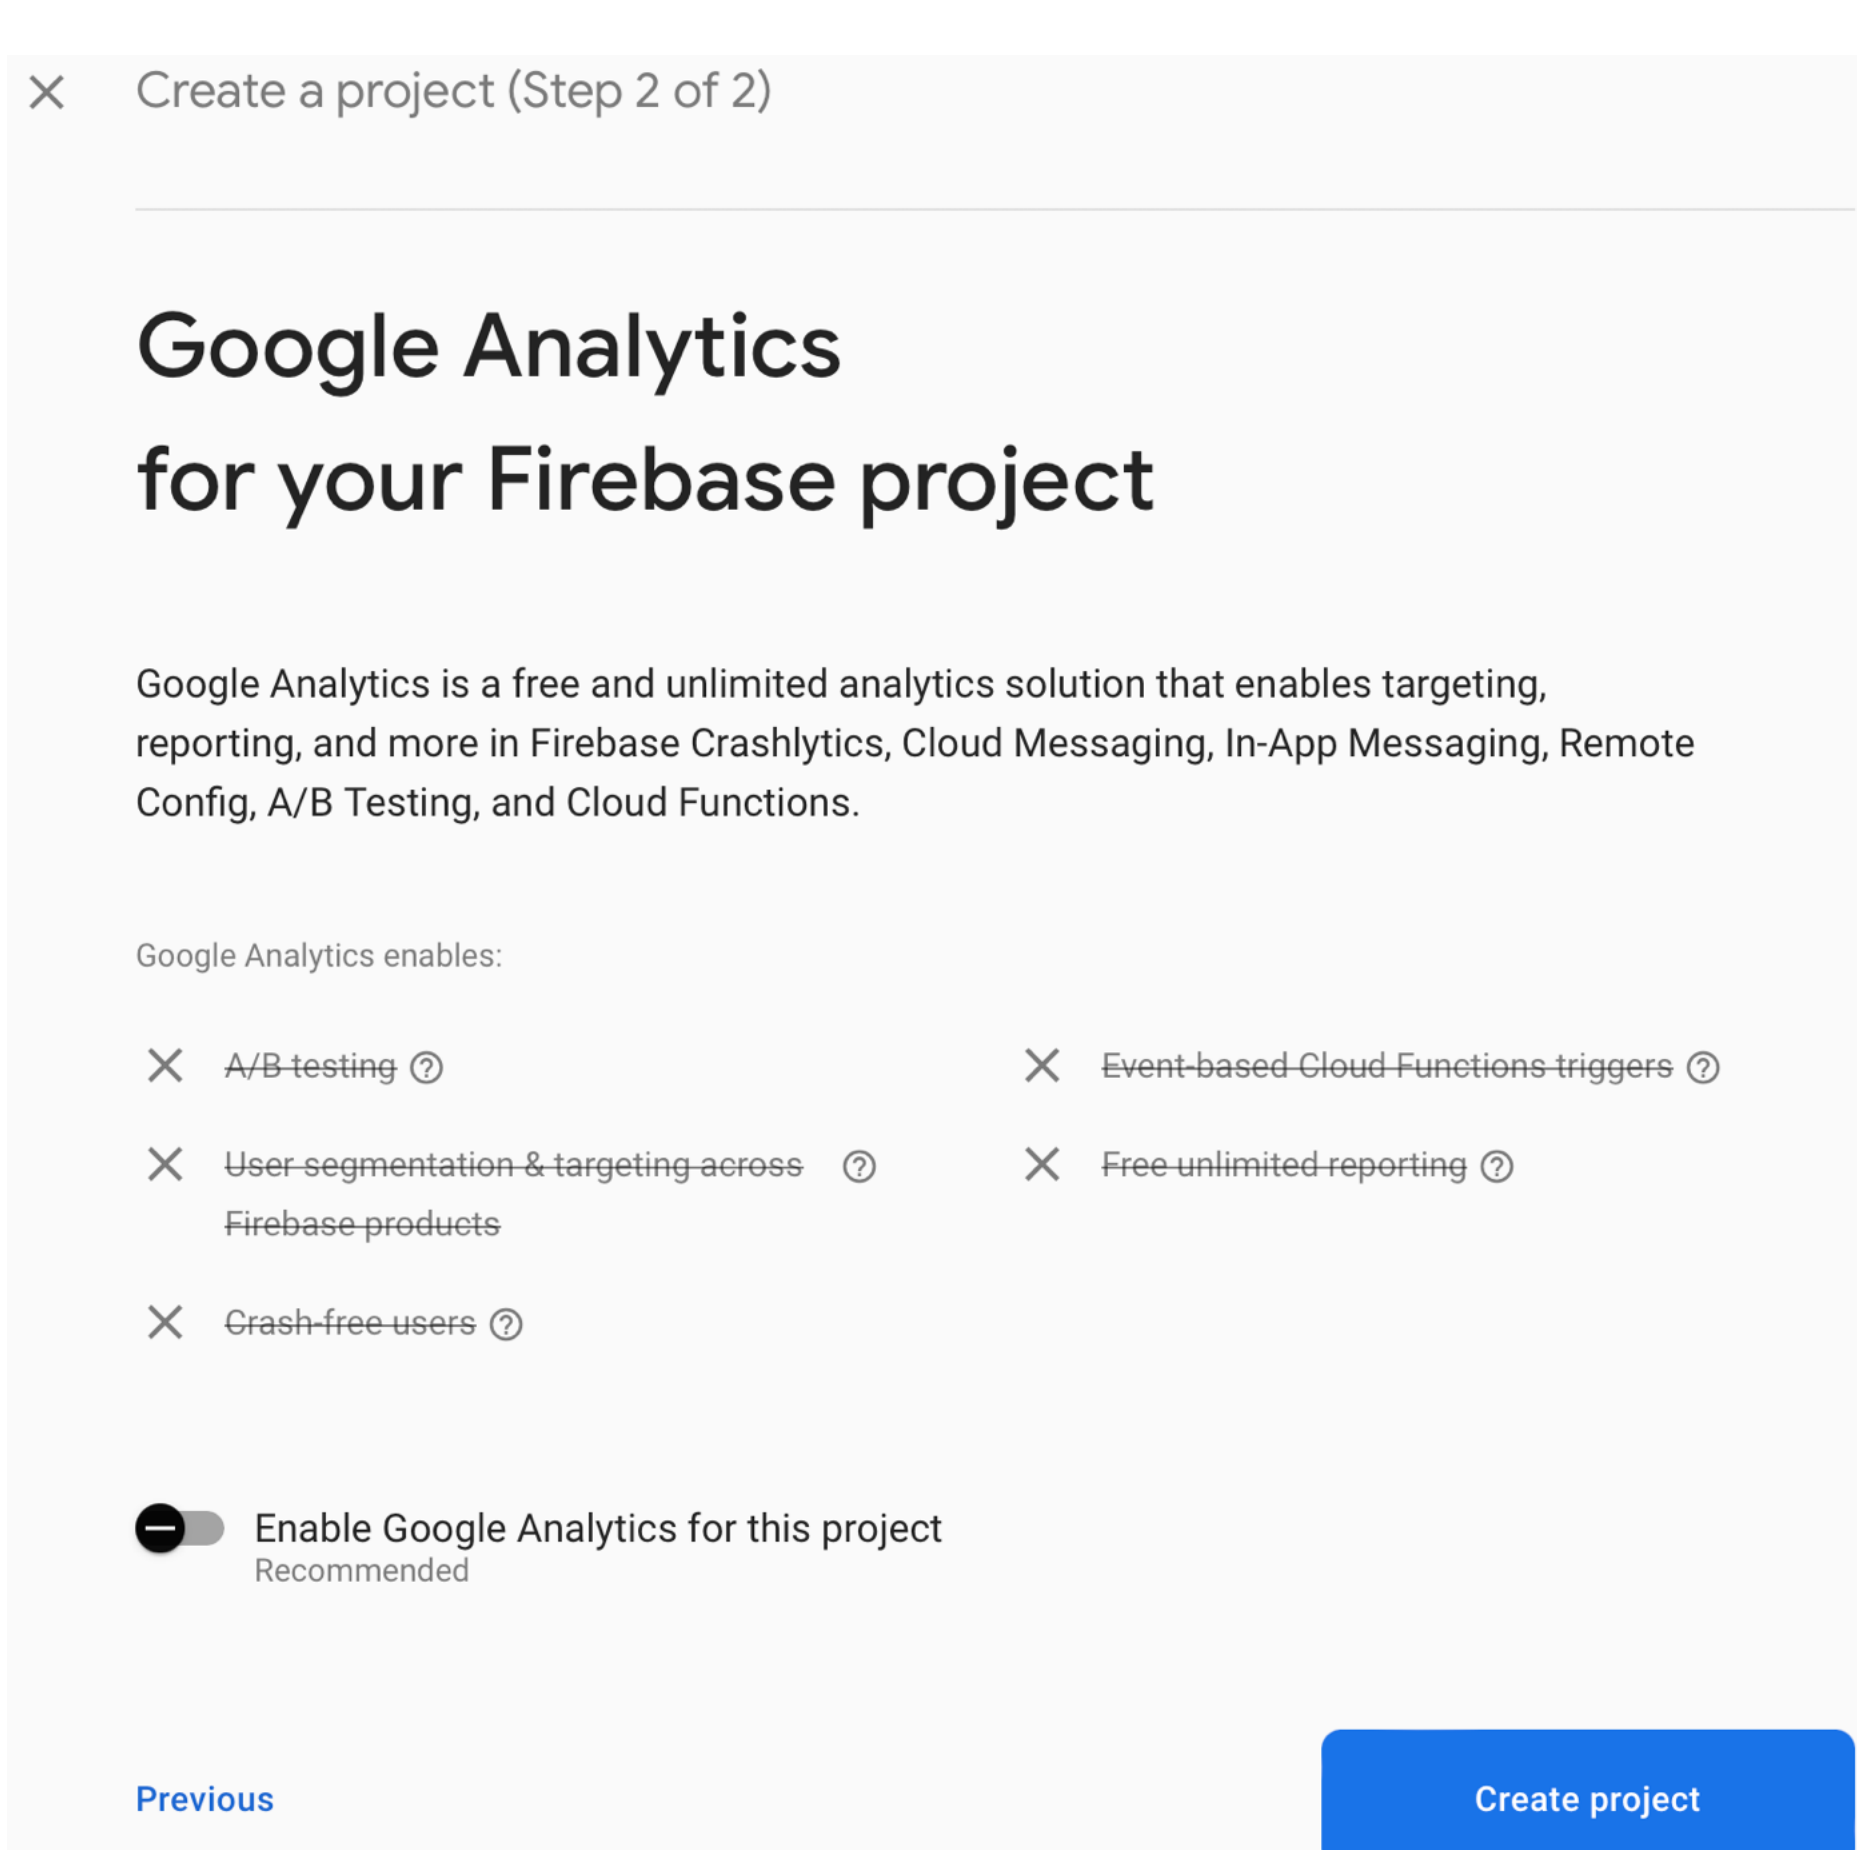 Create a project (Step 2 of 2)
Google Analytics
for your Firebase project
Google Analytics is a free and unlimited analytics solution that enables targeting,
reporting, and more in Firebase Crashlytics, Cloud Messaging, In-App Messaging, Remote
Config, A/B Testing, and Cloud Functions.
Google Analytics enables:
A/B testing
User segmentation & targeting across
Firebase products
Crash-free users
Event-based Cloud Functions triggers
Free unlimited reporting
Enable Google Analytics for this project
Recommended
Previous
Create project